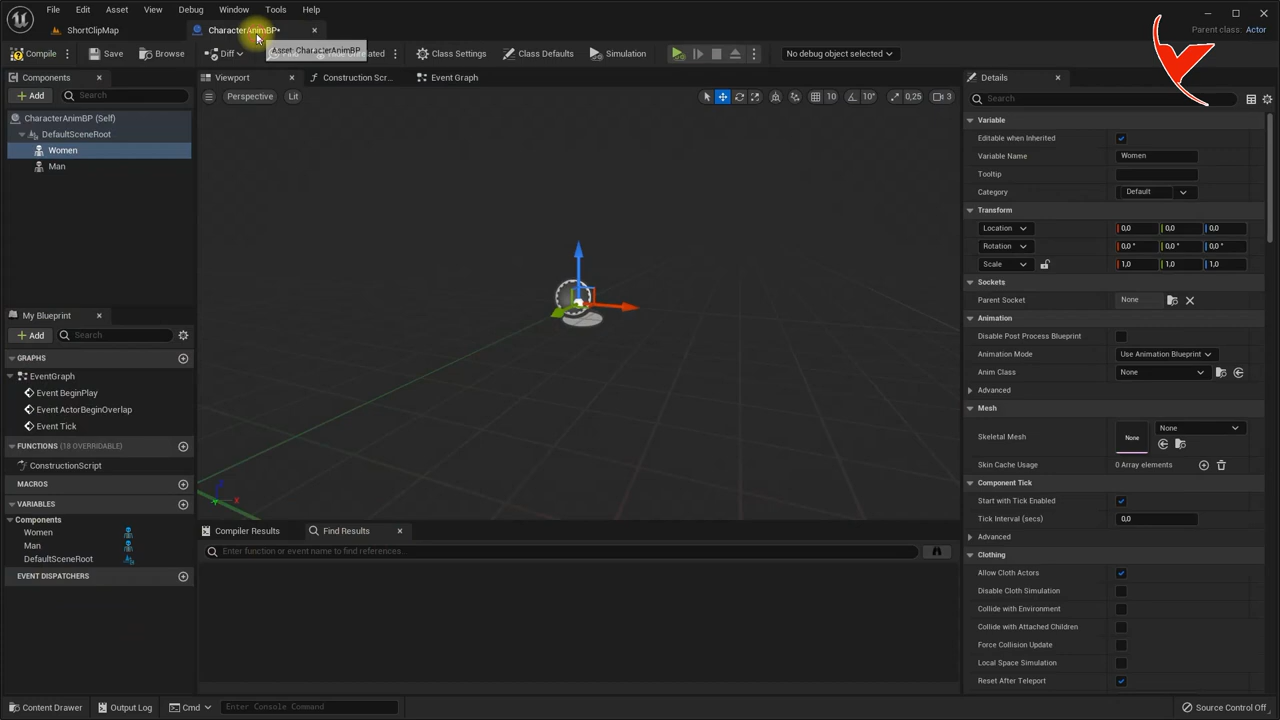 File Edit Asset View Debug Window Tools Help
ShortClipMap
CharacterAnimBP•
Parent class: Actor
Compile
Save
Browse
Diff
Class Settings
Class Defaults
Simulation
No debug object selected
Asset: CharacterAnimBP
Components
Add
Search
CharacterAnimBP (Self)
DefaultSceneRoot
Women
Man
My Blueprint
Add
Search
GRAPHS
EventGraph
Event BeginPlay
Event ActorBeginOverlap
Event Tick
FUNCTIONS (18 OVERRIDABLE)
ConstructionScript
MACROS
VARIABLES
Components
Women
Man
DefaultSceneRoot
EVENT DISPATCHERS
Viewport
Construction Scr...
Event Graph
Perspective
Lit
10
10°
0,25
3
X
Compiler Results
Find Results
Enter function or event name to find references...
Details
Search
Variable
Editable when Inherited
Variable Name Women
Tooltip
Category Default
Transform
Location 0,0 0,0 0,0
Rotation 0,0 ° 0,0 ° 0,0 °
Scale 1,0 1,0 1,0
Sockets
Parent Socket None
Animation
Disable Post Process Blueprint
Animation Mode Use Animation Blueprint
Anim Class None
Advanced
Mesh
Skeletal Mesh None None
Skin Cache Usage 0 Array elements
Component Tick
Start with Tick Enabled
Tick Interval (secs) 0,0
Advanced
Clothing
Allow Cloth Actors
Disable Cloth Simulation
Collide with Environment
Collide with Attached Children
Force Collision Update
Local Space Simulation
Reset After Teleport
Content Drawer
Output Log
Cmd
Enter Console Command
Source Control Off